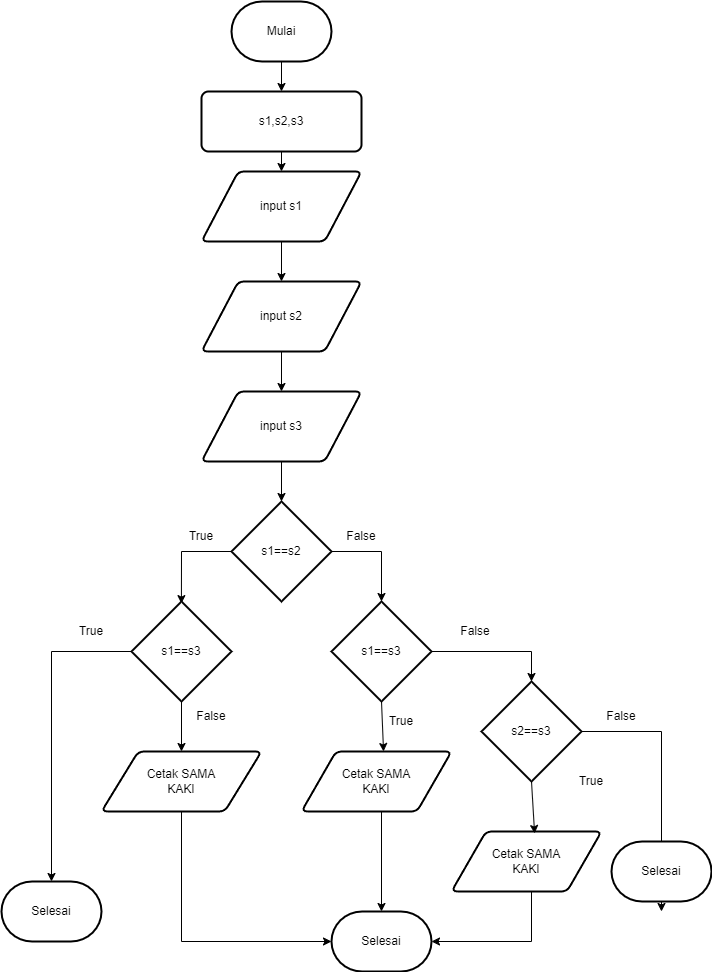 Mulai
s1,s2,s3
input s1
input s2
input s3
s1==s2
True
False
s1==s3
True
False
s1==s3
False
True
s2==s3
False
True
Cetak SAMA
KAKI
Cetak SAMA
KAKI
Cetak SAMA
KAKI
Selesai
Selesai
Selesai